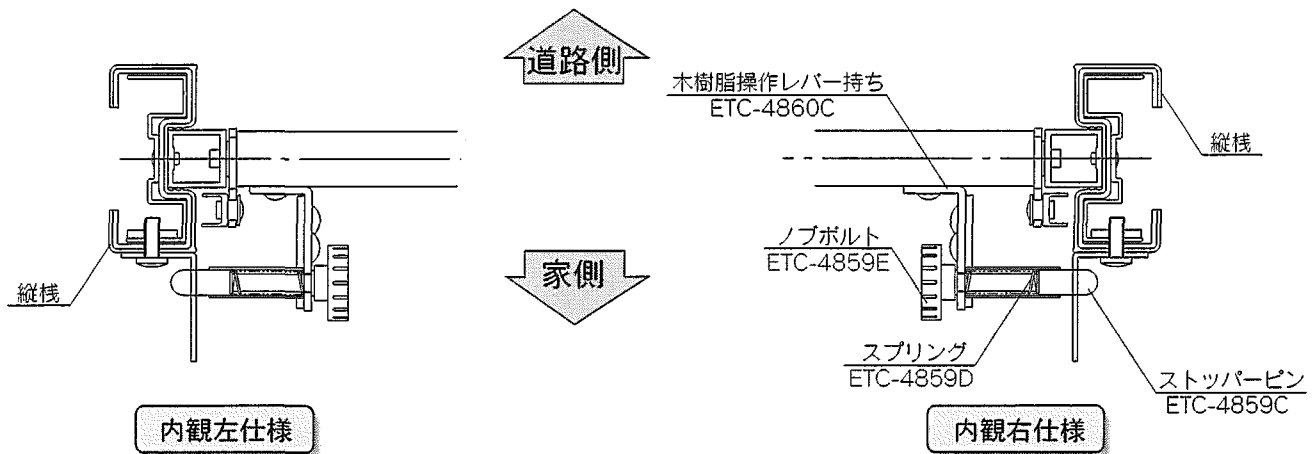 道路側
木樹脂操作レバー持ち
ETC-4860C
縦桟
ノブボルト
ETC-4859E
家側
縦桟
スプリング
ETC-4859D
ストッパーピン
ETC-4859C
内観左仕様
内観右仕様